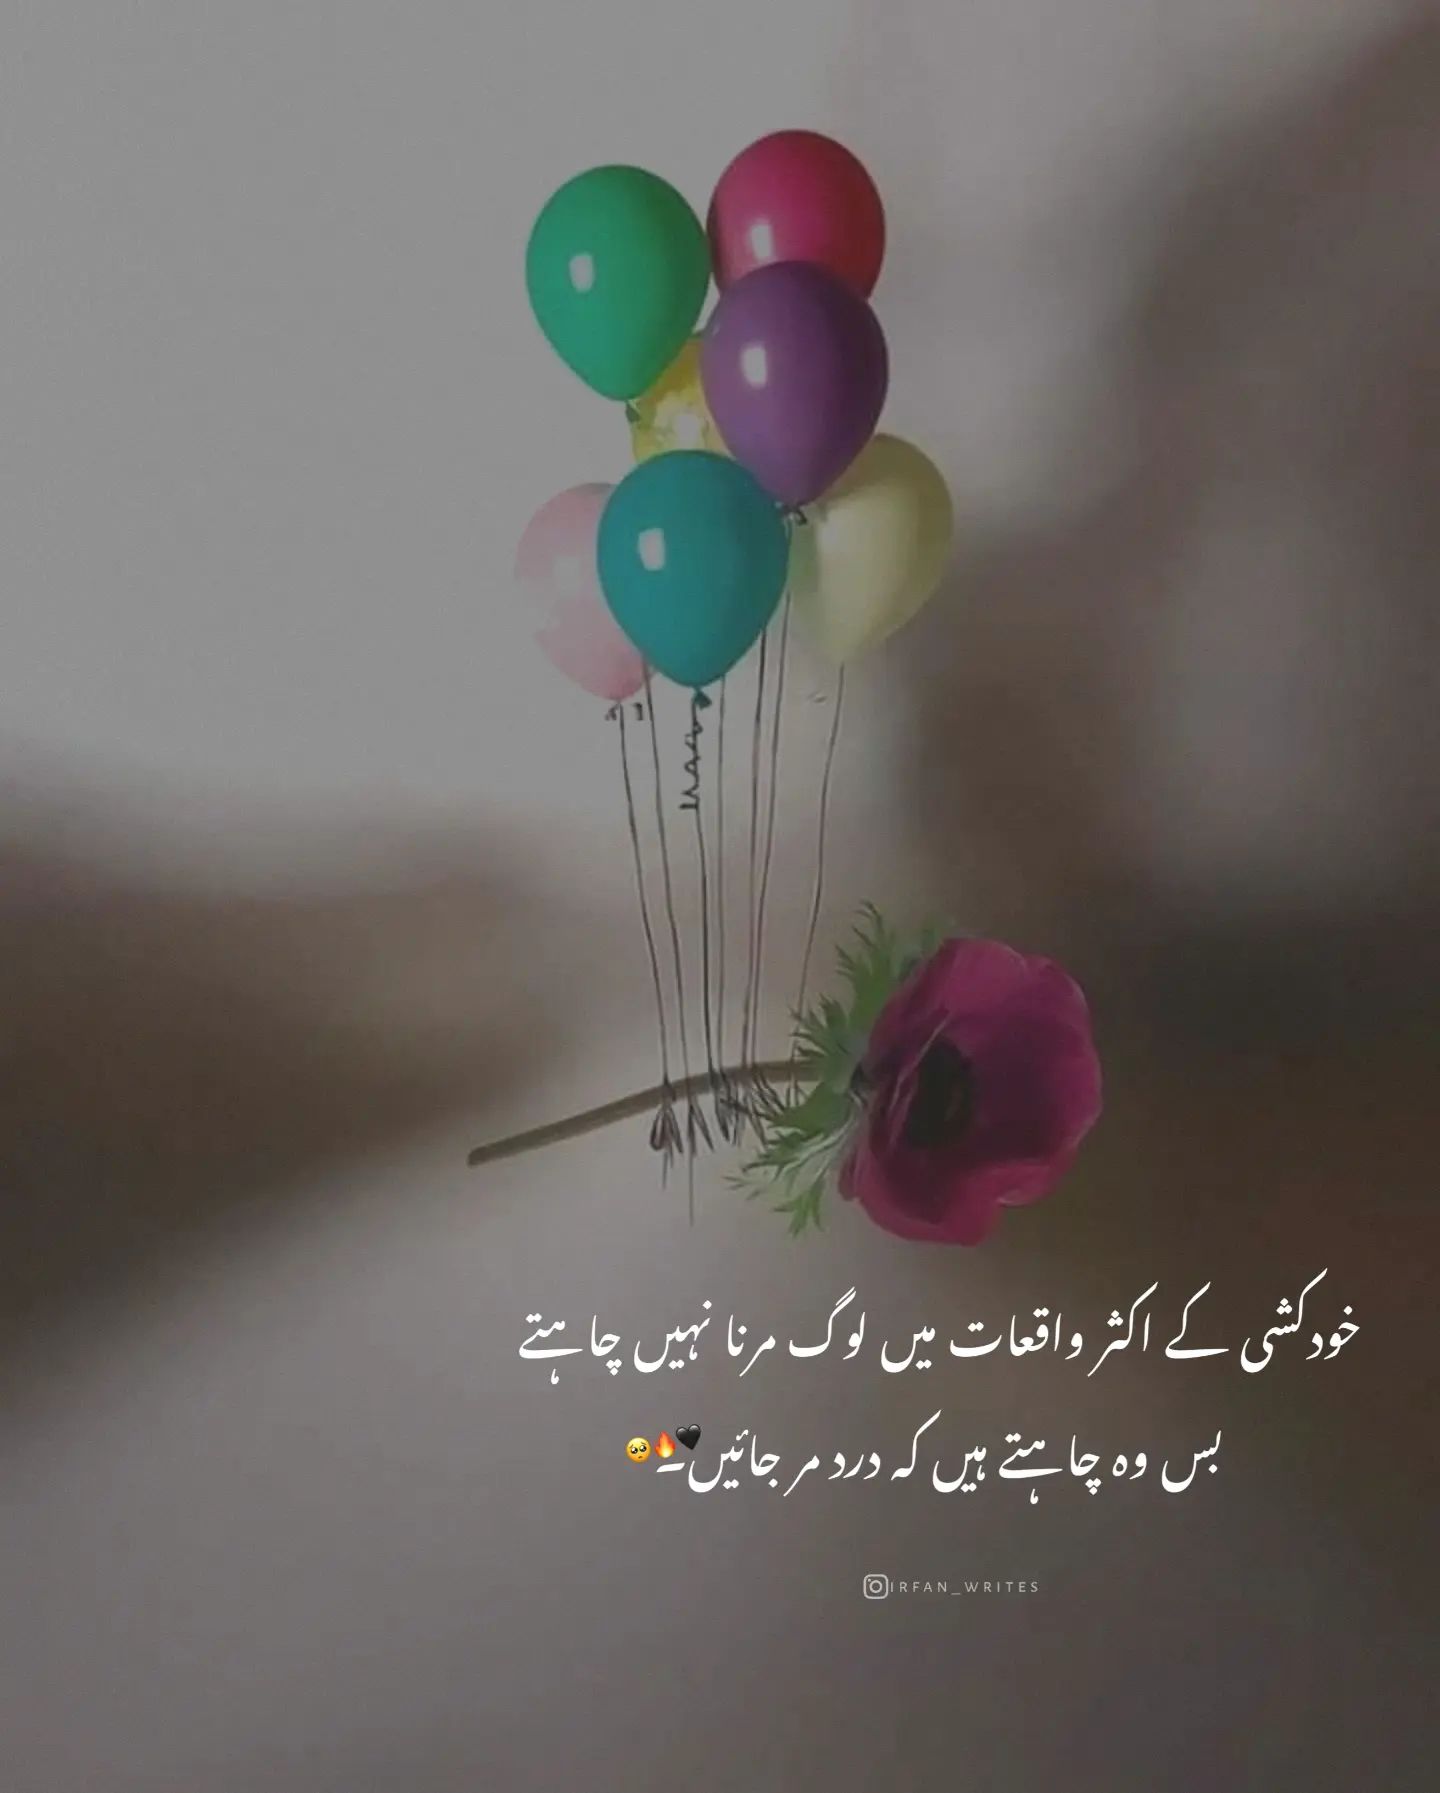 خودکشی کے اکثر واقعات میں لوگ مرنا نہیں چاہتے
بس وہ چاہتے ہیں کہ درد مر جائیں۔🖤🔥🥺
IRFAN_WRITES